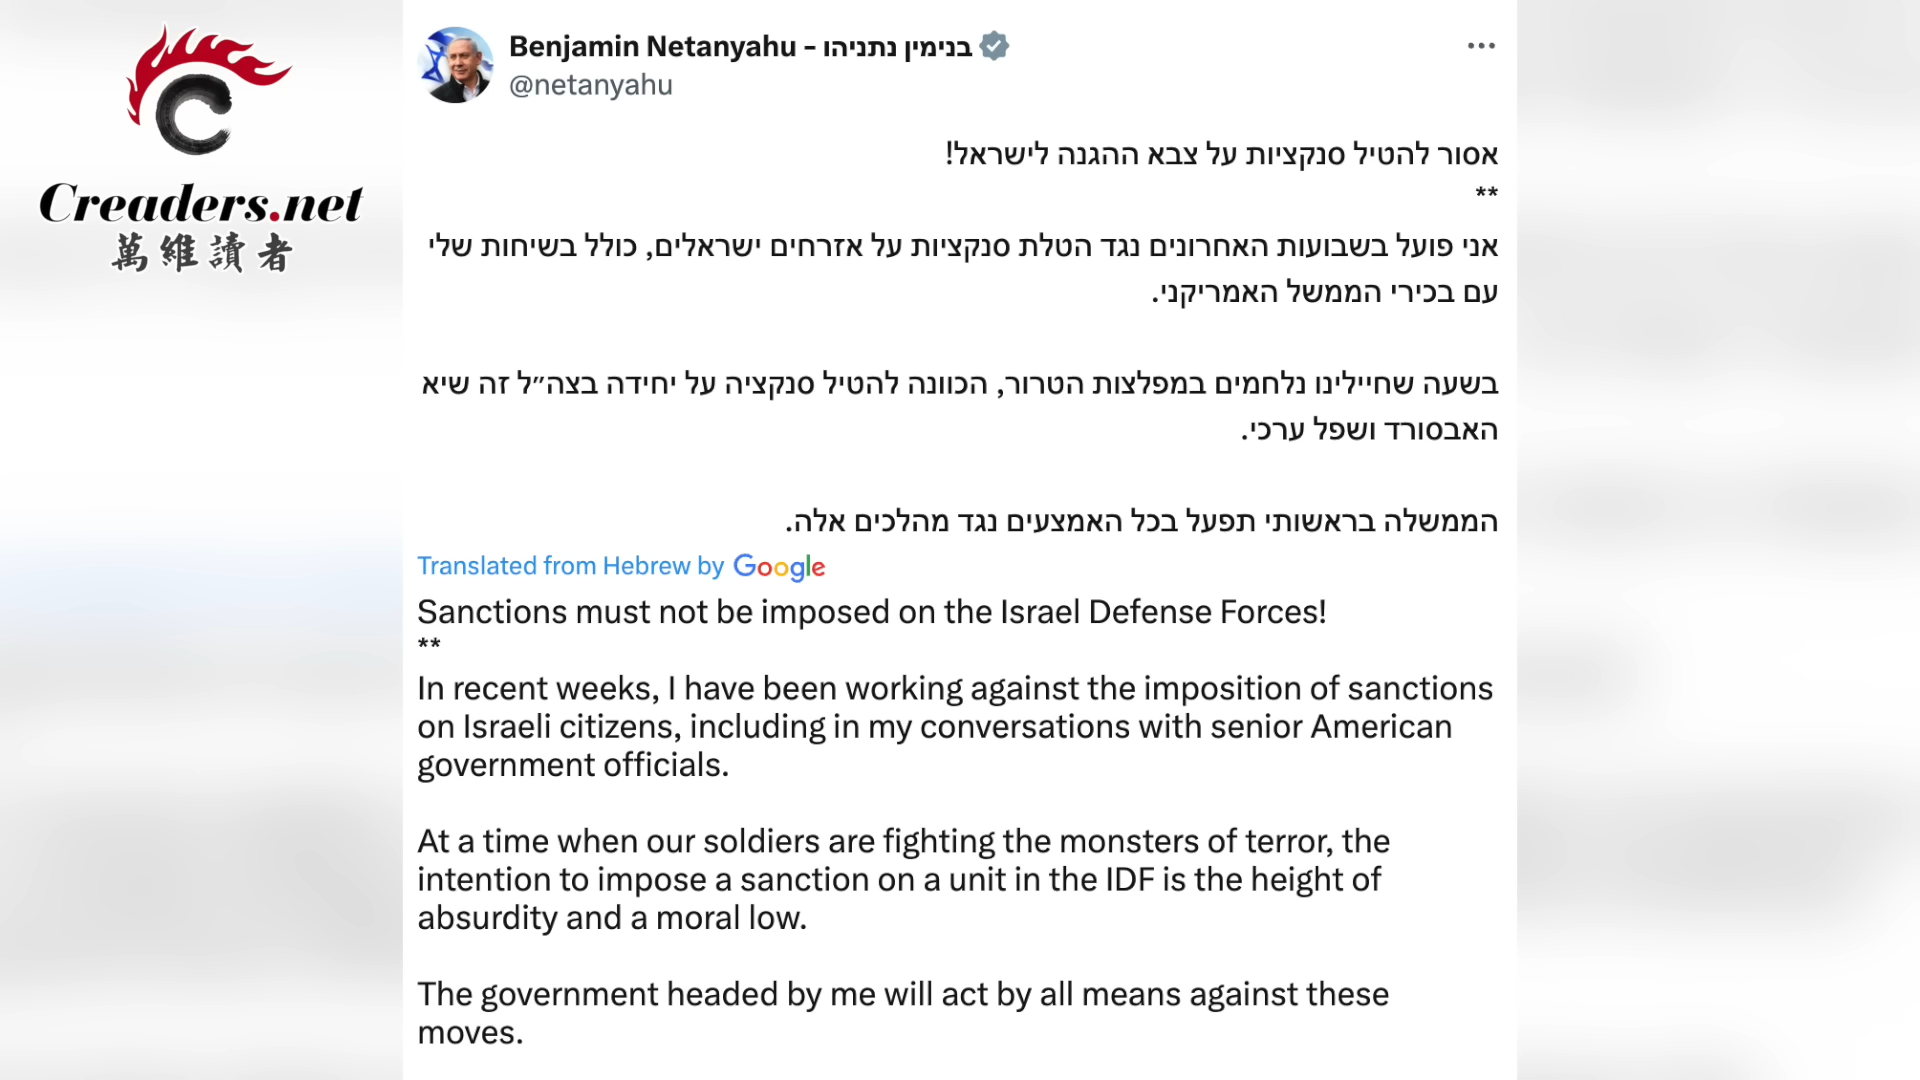 Creaders.net
萬維讀者
Benjamin Netanyahu - בנימין נתניהו
@netanyahu
אסור להטיל סנקציות על צבא ההגנה לישראל!
**
אני פועל בשבועות האחרונים נגד הטלת סנקציות על אזרחים ישראלים, כולל בשיחות שלי
עם בכירי הממשל האמריקני.
בשעה שחיילינו נלחמים במפלצות הטרור, הכוונה להטיל סנקציה על יחידה בצה״ל זה שיא
האבסורד ושפל ערכי.
הממשלה בראשותי תפעל בכל האמצעים נגד מהלכים אלה.
Translated from Hebrew by Google
Sanctions must not be imposed on the Israel Defense Forces!
**
In recent weeks, I have been working against the imposition of sanctions
on Israeli citizens, including in my conversations with senior American
government officials.
At a time when our soldiers are fighting the monsters of terror, the
intention to impose a sanction on a unit in the IDF is the height of
absurdity and a moral low.
The government headed by me will act by all means against these
moves.